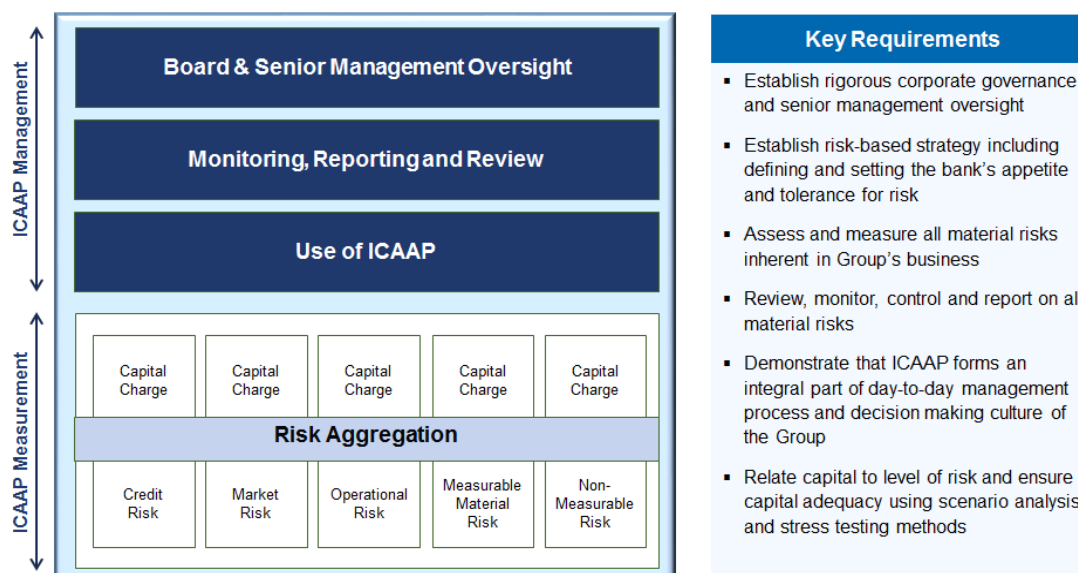 ICAAP Management
Board & Senior Management Oversight
Monitoring, Reporting and Review
Use of ICAAP
ICAAP Measurement
Capital
Charge
Capital
Charge
Capital
Charge
Capital
Charge
Capital
Charge
Risk Aggregation
Credit
Risk
Market
Risk
Operational
Risk
Measurable
Material
Risk
Non-
Measurable
Risk
Key Requirements
▪ Establish rigorous corporate governance
and senior management oversight
▪ Establish risk-based strategy including
defining and setting the bank's appetite
and tolerance for risk
▪ Assess and measure all material risks
inherent in Group's business
▪ Review, monitor, control and report on al
material risks
▪ Demonstrate that ICAAP forms an
integral part of day-to-day management
process and decision making culture of
the Group
▪ Relate capital to level of risk and ensure
capital adequacy using scenario analysis
and stress testing methods